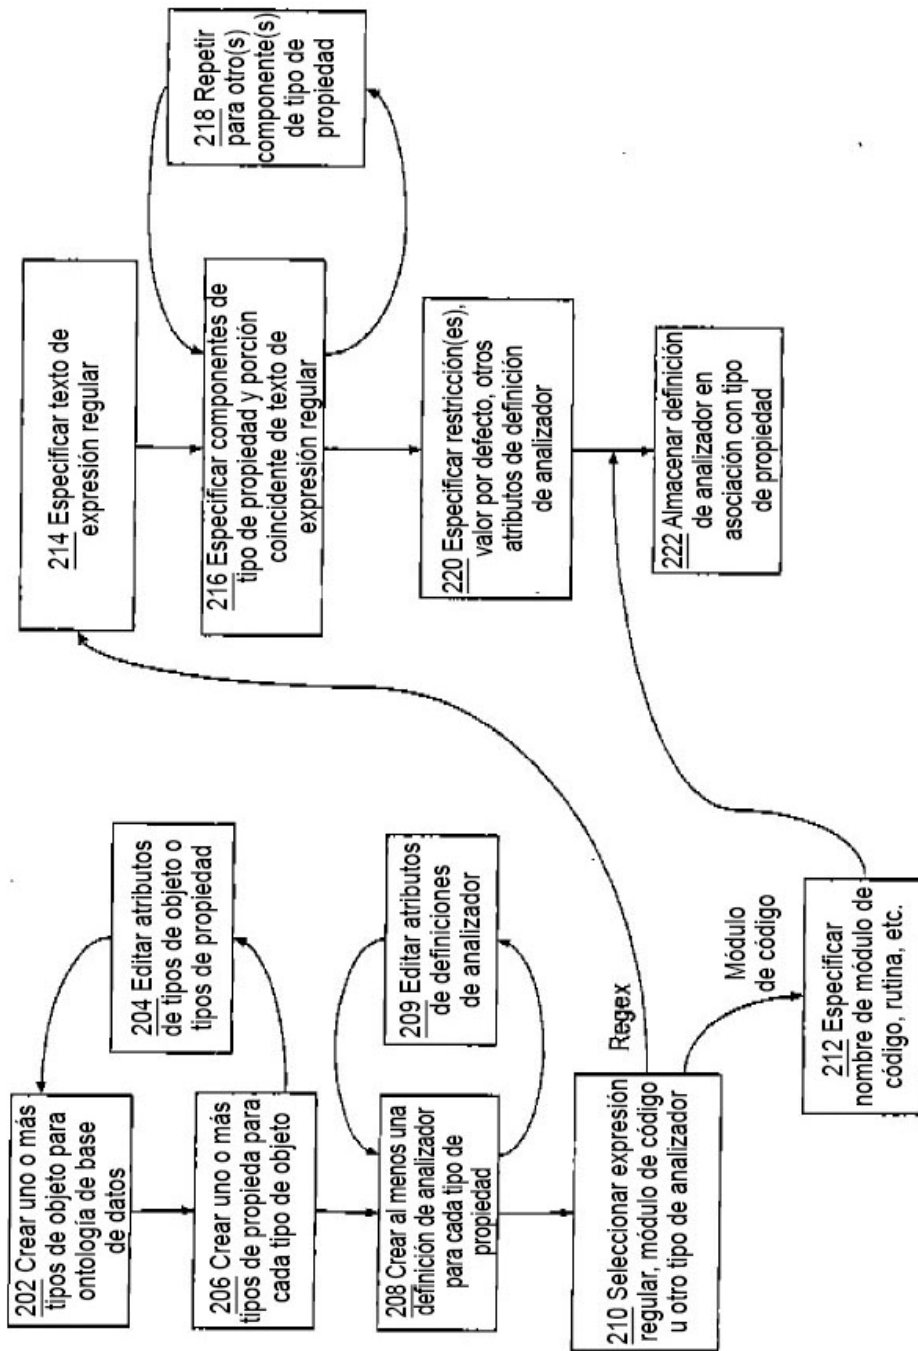 202 Crear uno o más
tipos de objeto para
ontología de base
de datos
204 Editar atributos
de tipos de objeto o
tipos de propiedad
206 Crear uno o más
tipos de propieda para
cada tipo de objeto
208 Crear al menos una
definición de analizador
para cada tipo de
propiedad
209 Editar atributos
de definiciones
de analizador
210 Seleccionar expresión
regular, módulo de código
u otro tipo de analizador
Regex
Módulo
de código
212 Especificar
nombre de módulo de
código, rutina, etc.
214 Especificar texto de
expresión regular
216 Especificar componentes de
tipo de propiedad y porción
coincidente de texto de
expresión regular
218 Repetir
para otro(s)
componente(s)
de tipo de
propiedad
220 Especificar restricción(es),
valor por defecto, otros
atributos de definición
de analizador
222 Almacenar definición
de analizador en
asociación con tipo
de propiedad